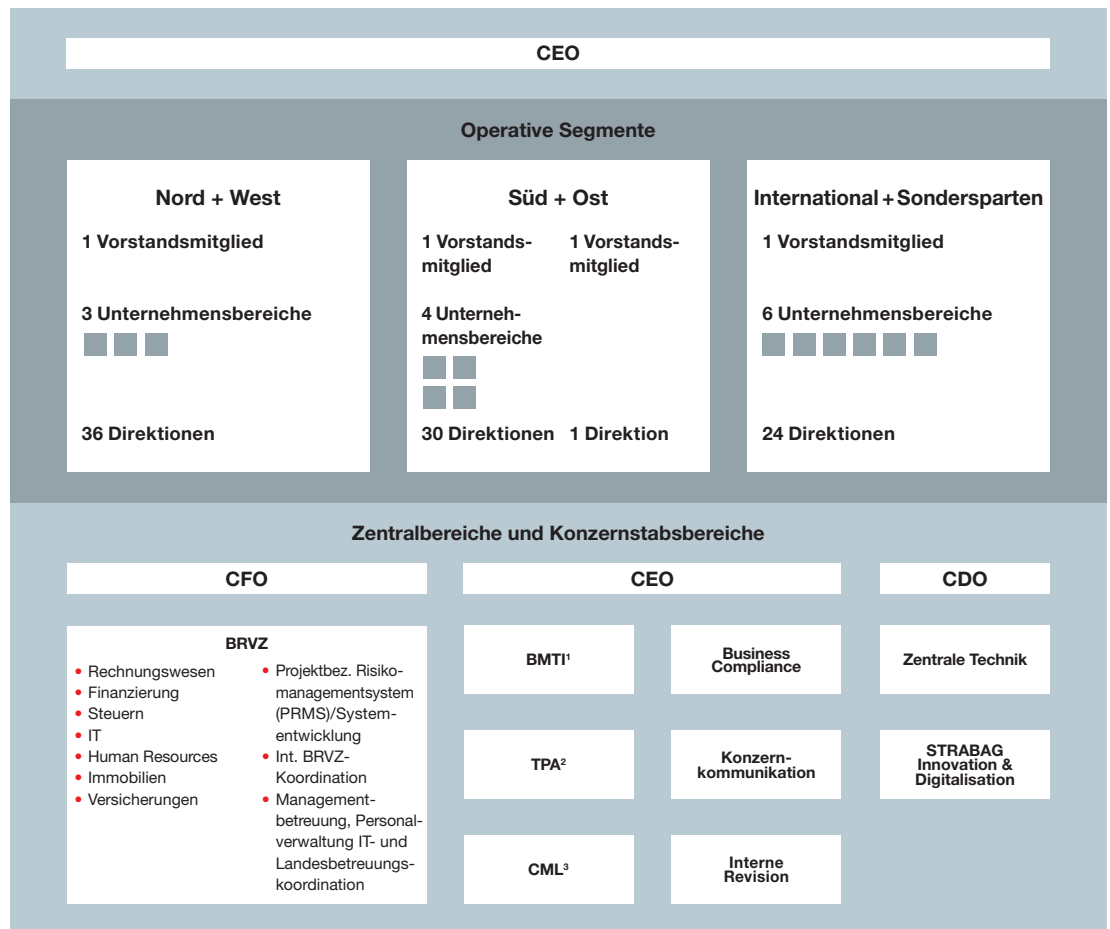 CEO
Operative Segmente
Nord + West
1 Vorstandsmitglied
3 Unternehmensbereiche
36 Direktionen
Süd + Ost
1 Vorstands-
mitglied
1 Vorstands-
mitglied
4 Unterneh-
mensbereiche
30 Direktionen
1 Direktion
International + Sondersparten
1 Vorstandsmitglied
6 Unternehmensbereiche
24 Direktionen
Zentralbereiche und Konzernstabsbereiche
CFO
BRVZ
• Rechnungswesen
• Finanzierung
• Steuern
• IT
• Human Resources
• Immobilien
• Versicherungen
• Projektbez. Risiko-
managementsystem
(PRMS)/System-
entwicklung
• Int. BRVZ-
Koordination
• Management-
betreuung, Personal-
verwaltung IT- und
Landesbetreuungs-
koordination
CEO
BMTI¹
Business
Compliance
TPA²
Konzern-
kommunikation
CML³
Interne
Revision
CDO
Zentrale Technik
STRABAG
Innovation &
Digitalisation